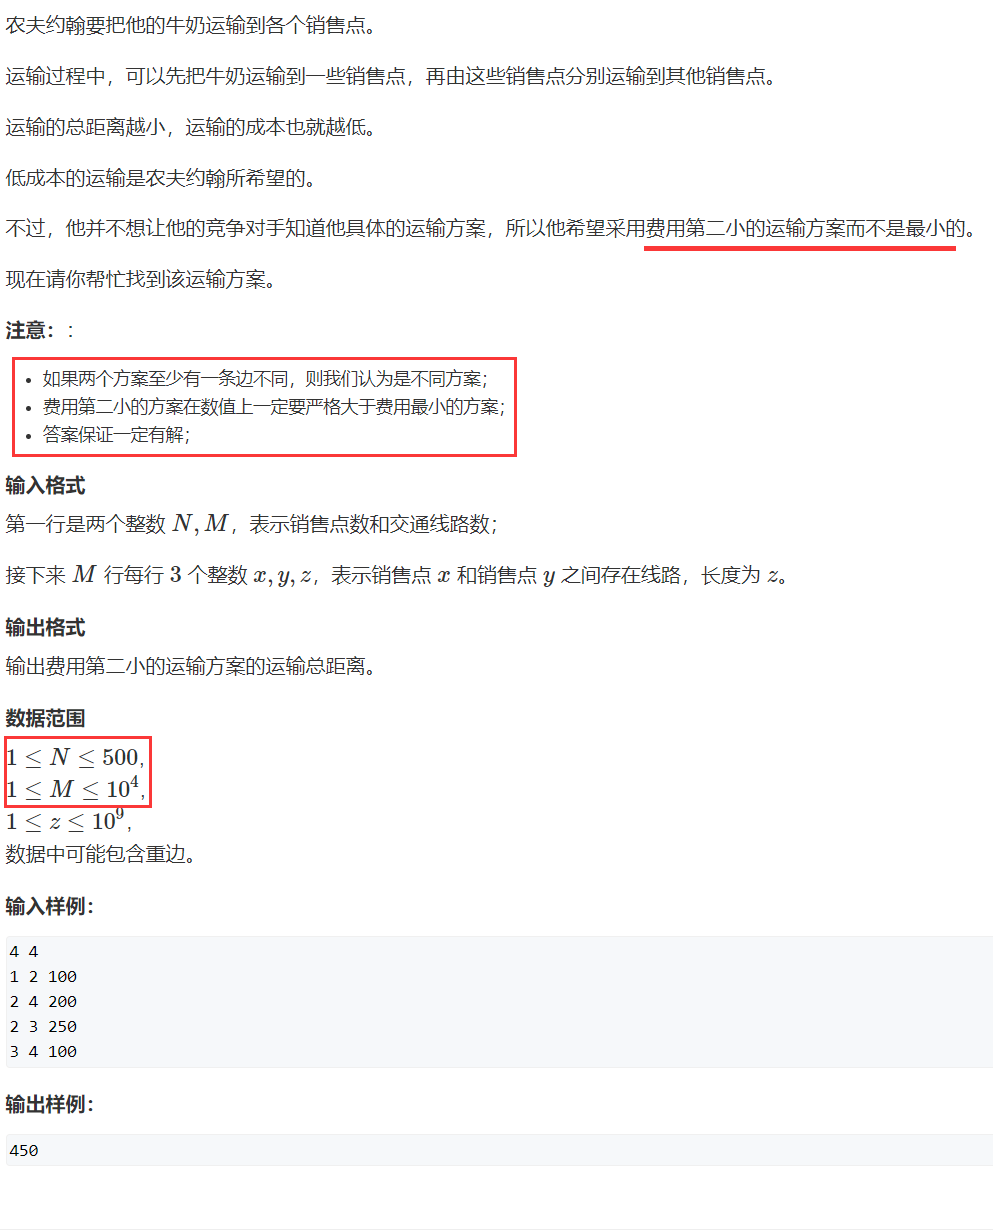 农夫约翰要把他的牛奶运输到各个销售点。
运输过程中，可以先把牛奶运输到一些销售点，再由这些销售点分别运输到其他销售点。
运输的总距离越小，运输的成本也就越低。
低成本的运输是农夫约翰所希望的。
不过，他并不想让他的竞争对手知道他具体的运输方案，所以他希望采用费用第二小的运输方案而不是最小的。
现在请你帮忙找到该运输方案。
注意：:
• 如果两个方案至少有一条边不同，则我们认为是不同方案；
• 费用第二小的方案在数值上一定要严格大于费用最小的方案；
• 答案保证一定有解；
输入格式
第一行是两个整数 N, M，表示销售点数和交通线路数；
接下来 M 行每行 3 个整数 x, y, z，表示销售点 x 和销售点 y 之间存在线路，长度为 z。
输出格式
输出费用第二小的运输方案的运输总距离。
数据范围
1 ≤ N ≤ 500,
1 ≤ M ≤ 10⁴,
1 ≤ z ≤ 10⁹,
数据中可能包含重边。
输入样例：
4 4
1 2 100
2 4 200
2 3 250
3 4 100
输出样例：
450